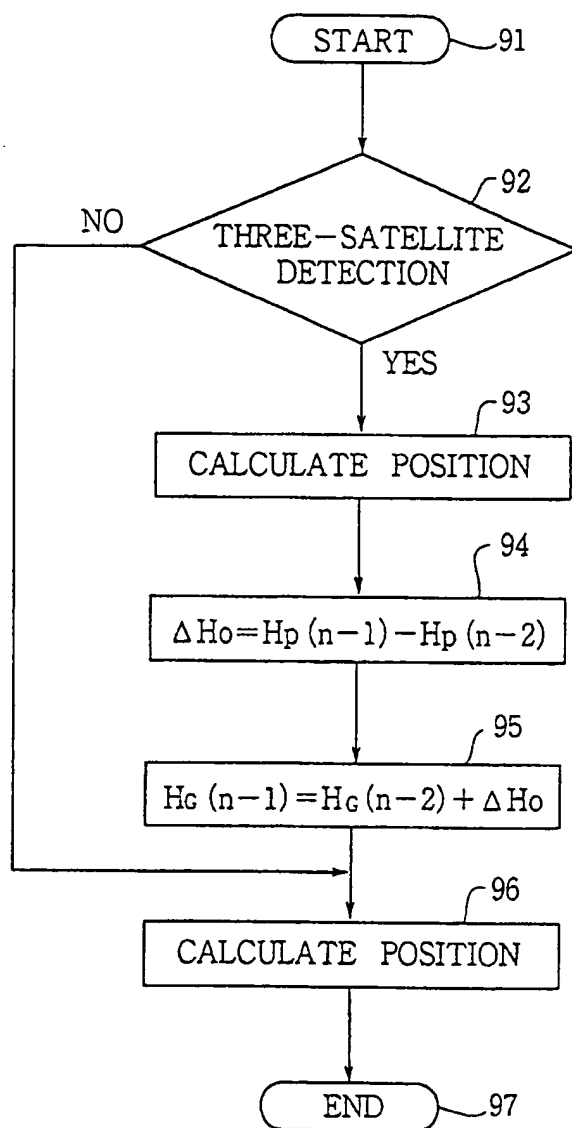 START
91
92
NO
THREE-SATELLITE
DETECTION
YES
93
CALCULATE POSITION
94
ΔHo=Hp(n-1)-Hp(n-2)
95
HG(n-1)=HG(n-2)+ΔHo
96
CALCULATE POSITION
END
97